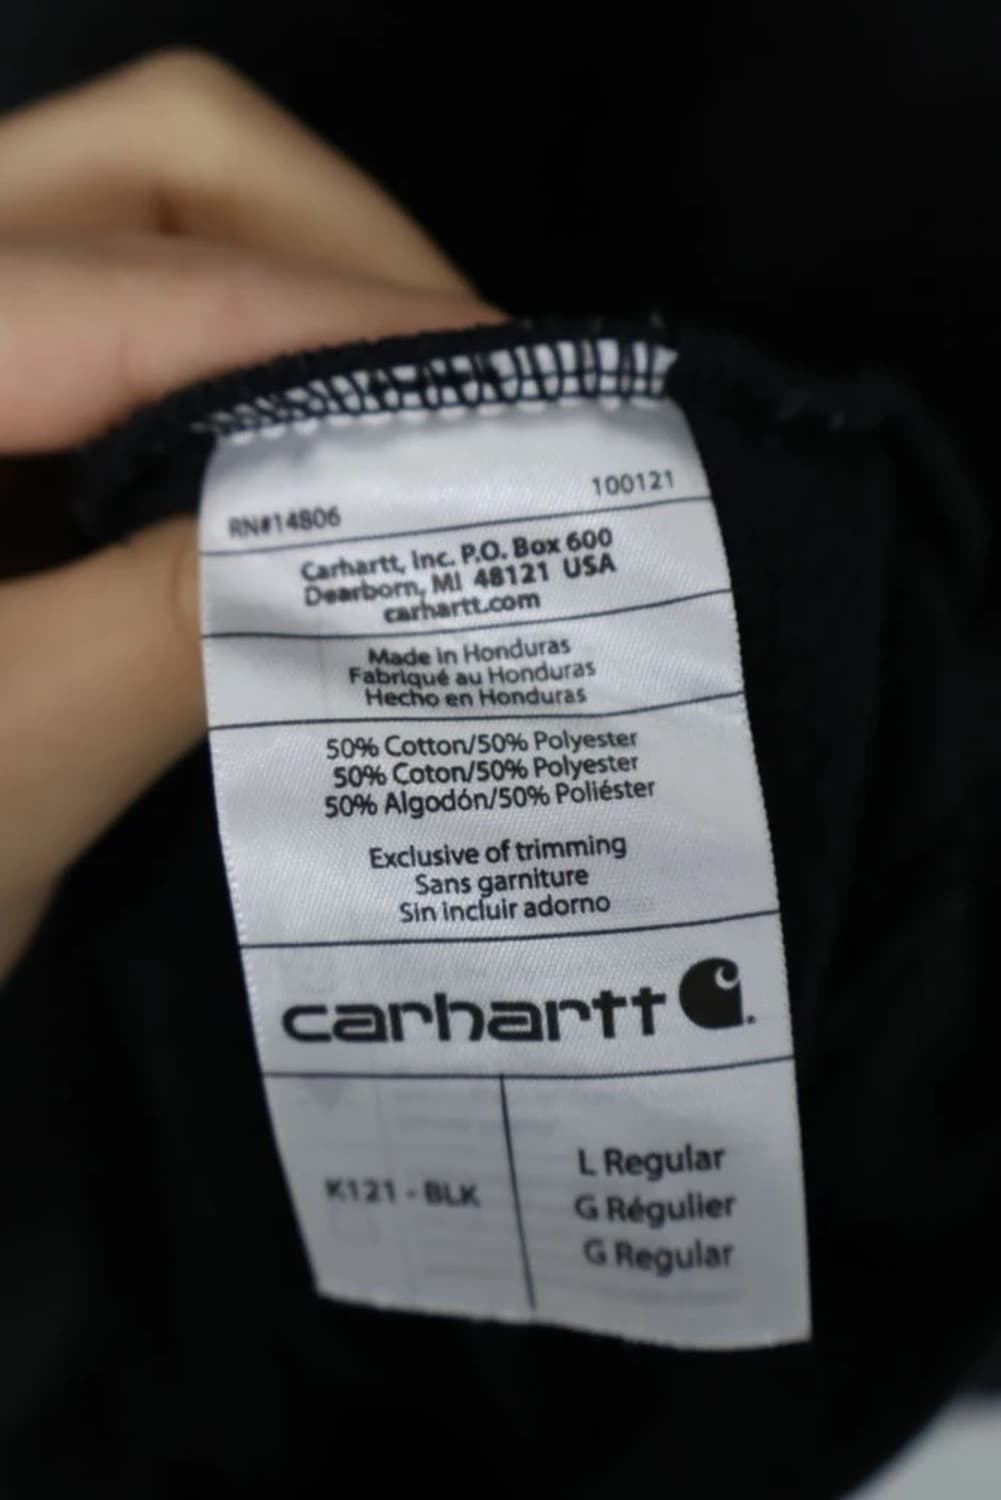 RN#14806
100121
Carhartt, Inc. P.O. Box 600
Dearborn, MI 48121 USA
carhartt.com
Made in Honduras
Fabriqué au Honduras
Hecho en Honduras
50% Cotton/50% Polyester
50% Coton/50% Polyester
50% Algodón/50% Poliéster
Exclusive of trimming
Sans garniture
Sin incluir adorno
carhartt
K121 - BLK
L Regular
G Régulier
G Regular